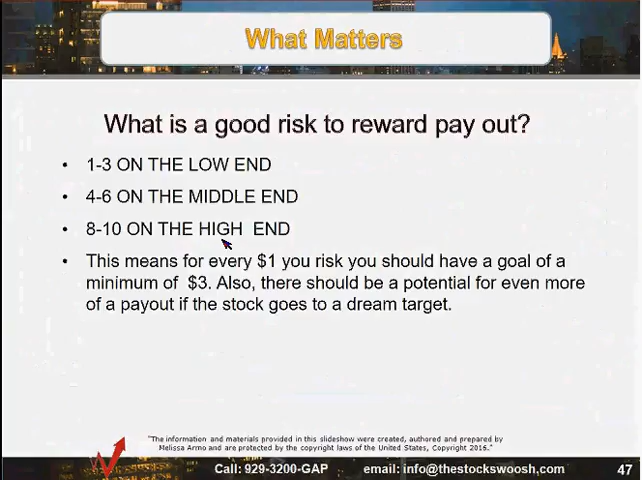 What Matters
What is a good risk to reward pay out?
• 1-3 ON THE LOW END
• 4-6 ON THE MIDDLE END
• 8-10 ON THE HIGH END
• This means for every $1 you risk you should have a goal of a
minimum of $3. Also, there should be a potential for even more
of a payout if the stock goes to a dream target.
"The information and materials provided in this slideshow were created, authored and prepared by
Melissa Armo and are protected by the copyright laws of the United States, Copyright 2016."
Call: 929-3200-GAP email: info@thestockswoosh.com 47